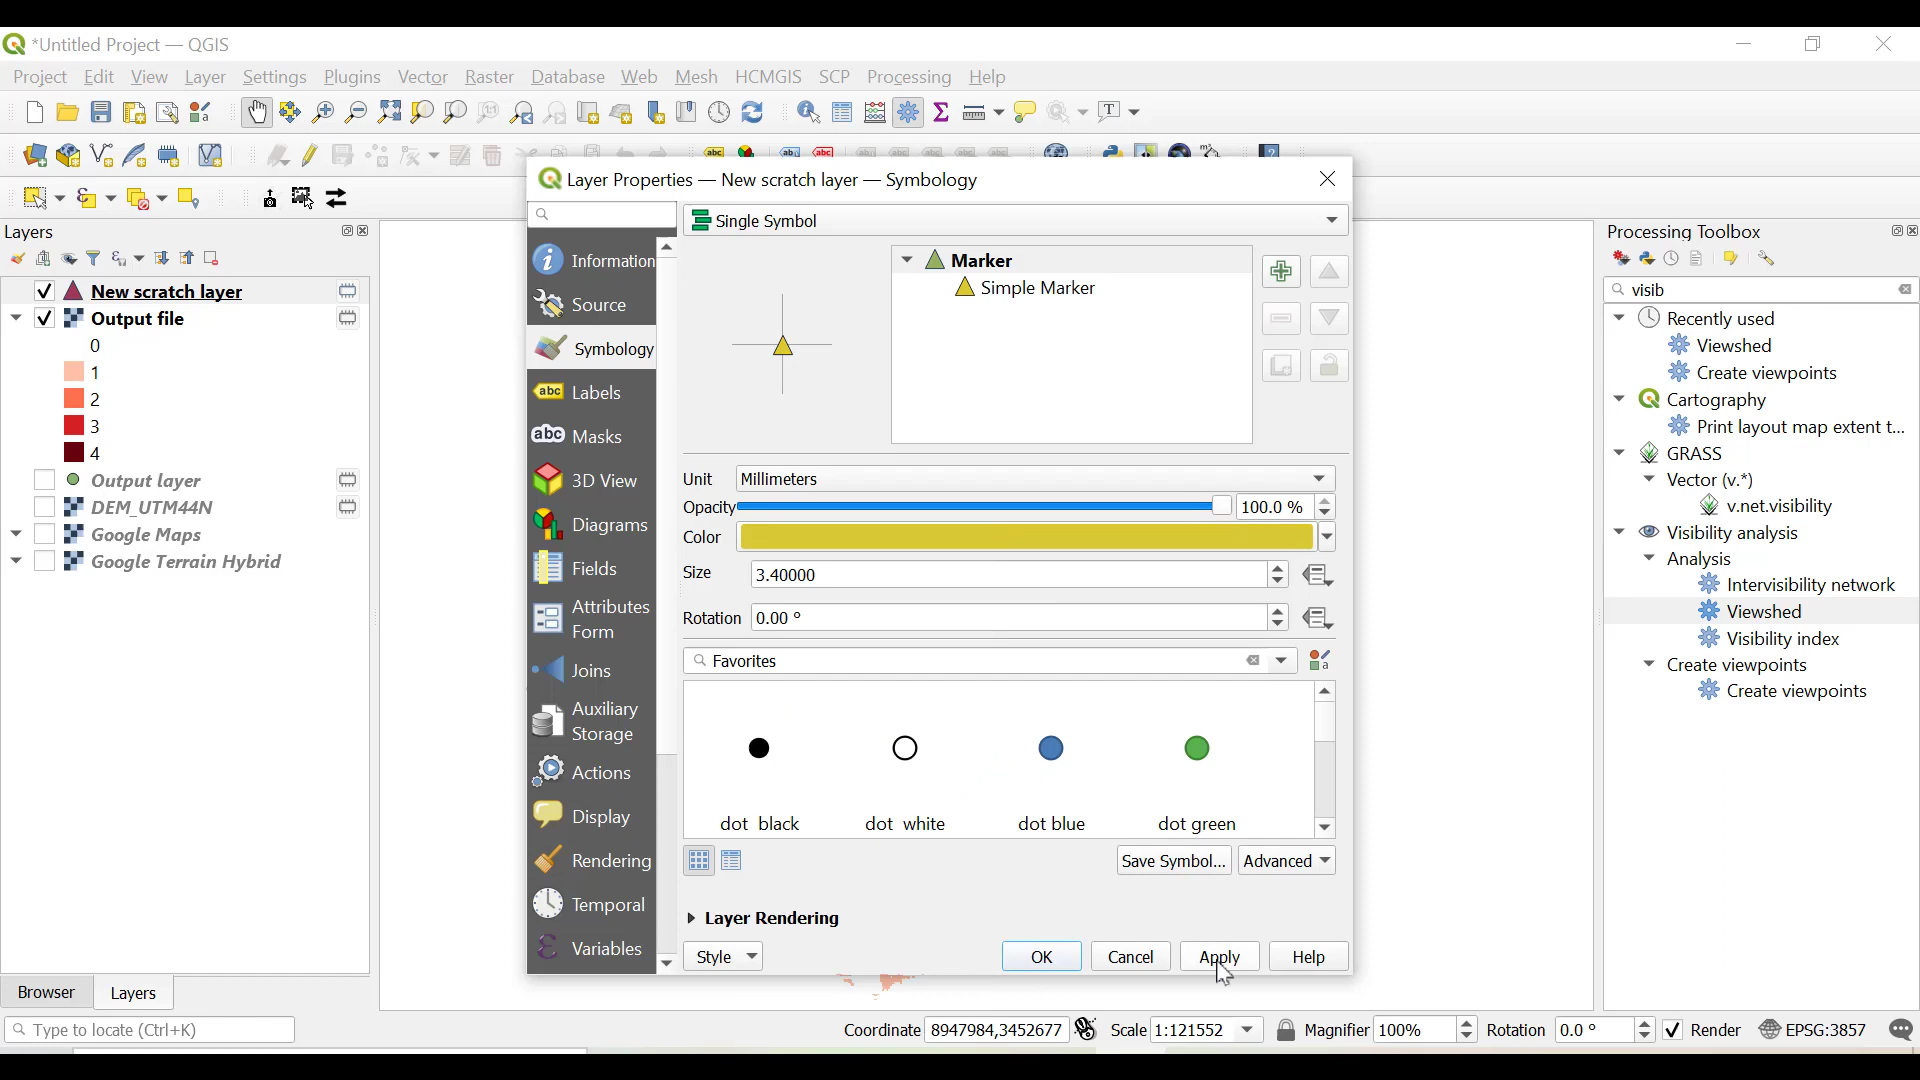 *Untitled Project — QGIS
Project Edit View Layer Settings Plugins Vector Raster Database Web Mesh HCMGIS SCP Processing Help
Layer Properties — New scratch layer — Symbology
Layers
New scratch layer
Output file
0
1
2
3
4
Output layer
DEM_UTM44N
Google Maps
Google Terrain Hybrid
Browser
Layers
Type to locate (Ctrl+K)
Information
Source
Symbology
Labels
Masks
3D View
Diagrams
Fields
Attributes
Form
Joins
Auxiliary
Storage
Actions
Display
Rendering
Temporal
Variables
Single Symbol
Marker
Simple Marker
Unit Millimeters
Opacity 100.0 %
Color
Size 3.40000
Rotation 0.00 °
Favorites
dot black dot white dot blue dot green
Save Symbol... Advanced
Layer Rendering
Style OK Cancel Apply Help
Processing Toolbox
visib
Recently used
Viewshed
Create viewpoints
Cartography
Print layout map extent t...
GRASS
Vector (v.*)
v.net.visibility
Visibility analysis
Analysis
Intervisibility network
Viewshed
Visibility index
Create viewpoints
Create viewpoints
Coordinate 8947984,3452677 Scale 1:121552 Magnifier 100% Rotation 0.0 ° Render EPSG:3857